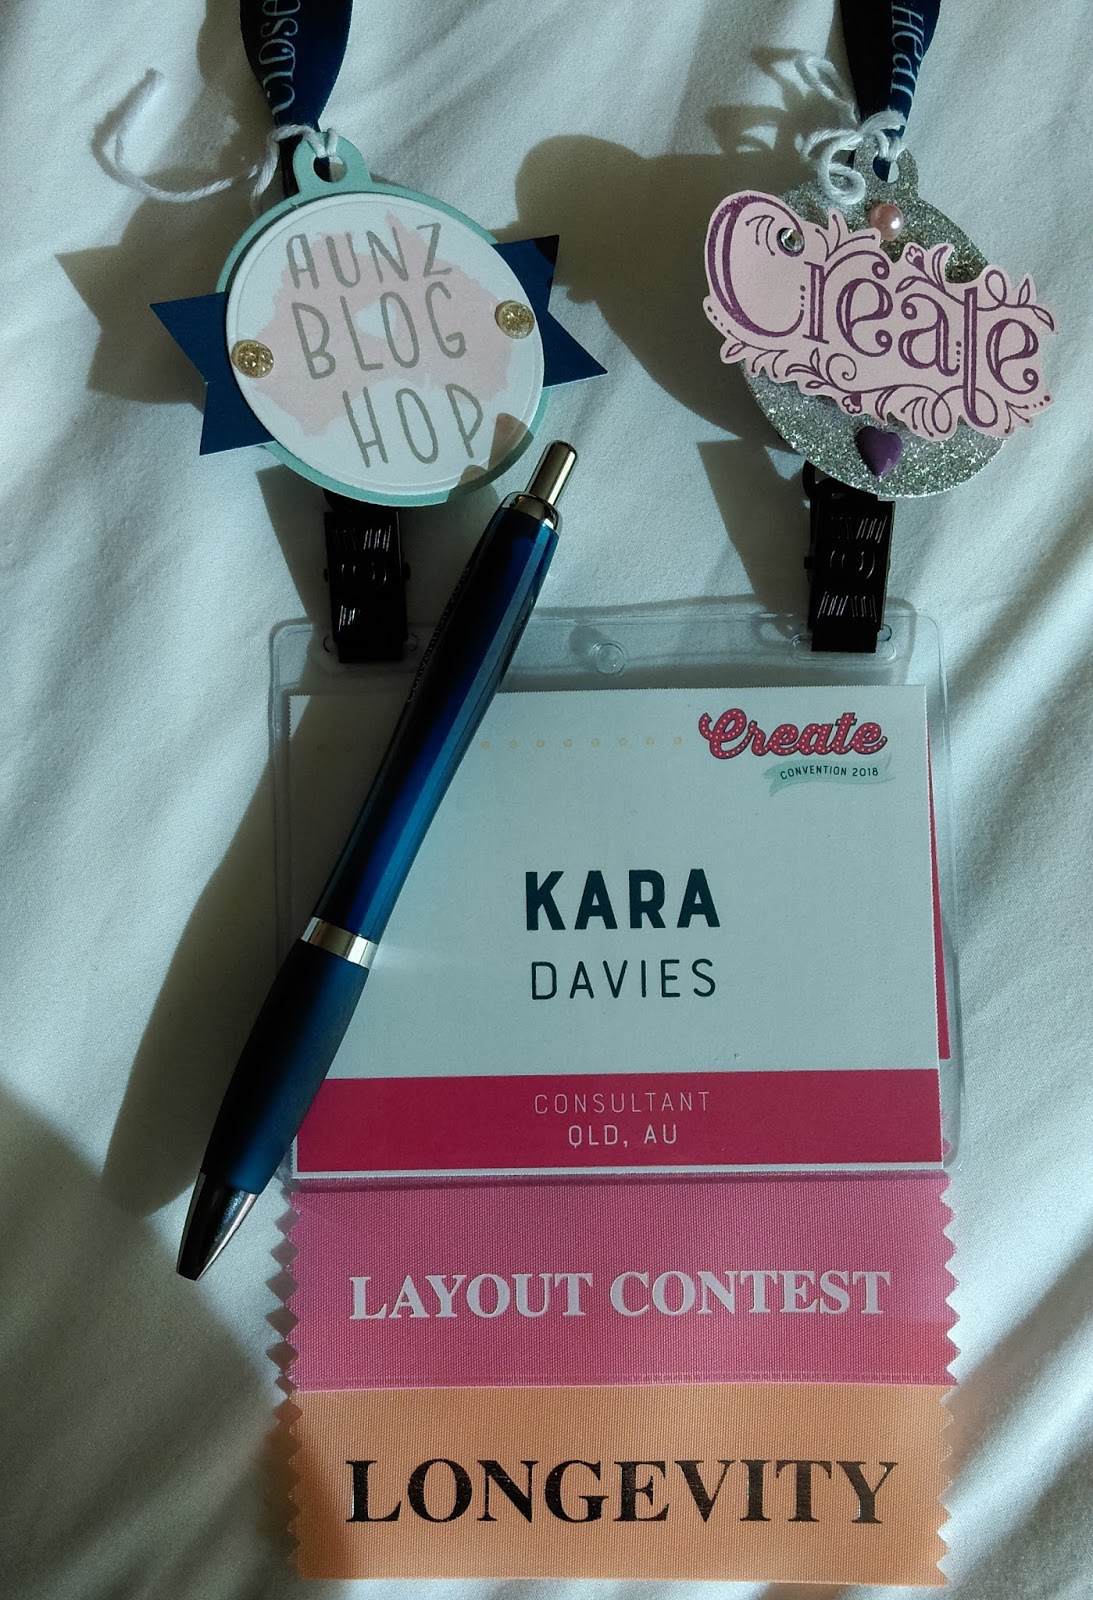 AUNZ
BLOG
HOP
Create
Create
CONVENTION 2018
KARA
DAVIES
CONSULTANT
QLD, AU
LAYOUT CONTEST
LONGEVITY